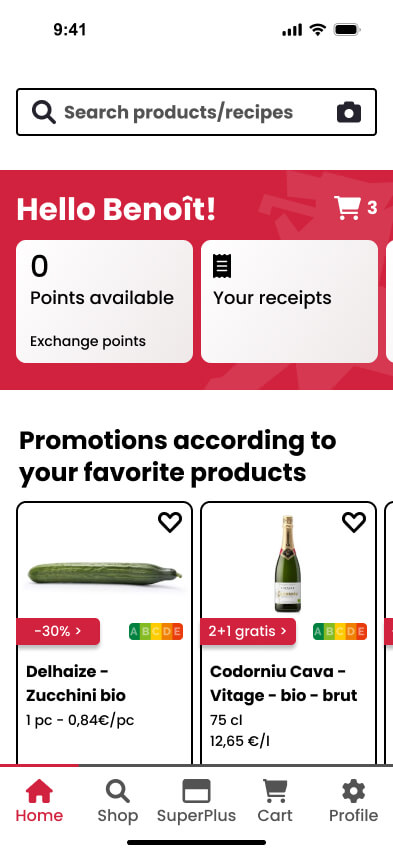 9:41
Search products/recipes
Hello Benoît!
3
0
Points available
Exchange points
Your receipts
Promotions according to
your favorite products
-30% >
A B C D E
2+1 gratis >
A B C D E
Delhaize -
Zucchini bio
1 pc - 0,84€/pc
Codorniu Cava -
Vitage - bio - brut
75 cl
12,65 €/l
Home
Shop
SuperPlus
Cart
Profile